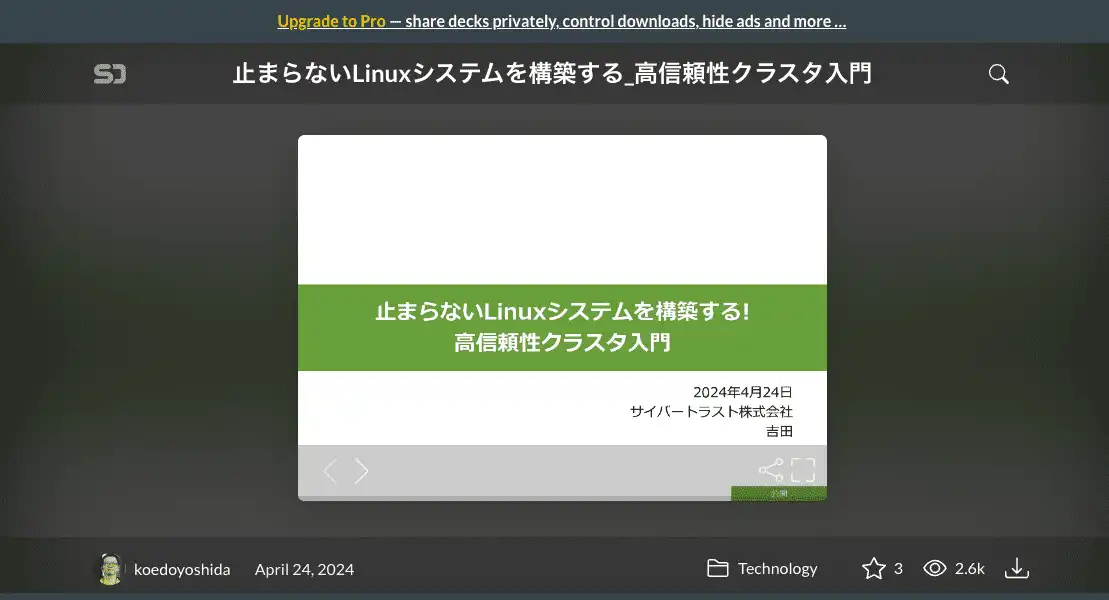 Upgrade to Pro — share decks privately, control downloads, hide ads and more …
SD
止まらないLinuxシステムを構築する_高信頼性クラスタ入門
止まらないLinuxシステムを構築する!
高信頼性クラスタ入門
2024年4月24日
サイバートラスト株式会社
吉田
公開
koedoyoshida
April 24, 2024
Technology
3
2.6k